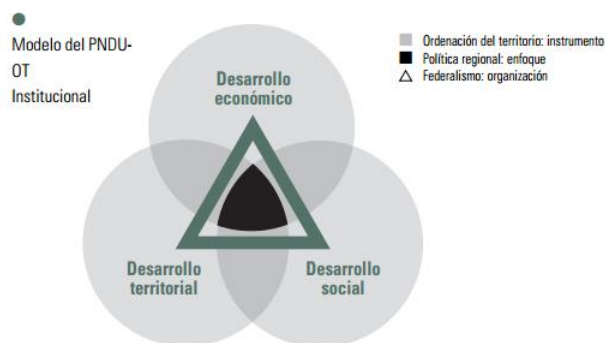 Modelo del PNDU-
OT
Institucional
Ordenación del territorio: instrumento
Política regional: enfoque
Federalismo: organización
Desarrollo
económico
Desarrollo
territorial
Desarrollo
social